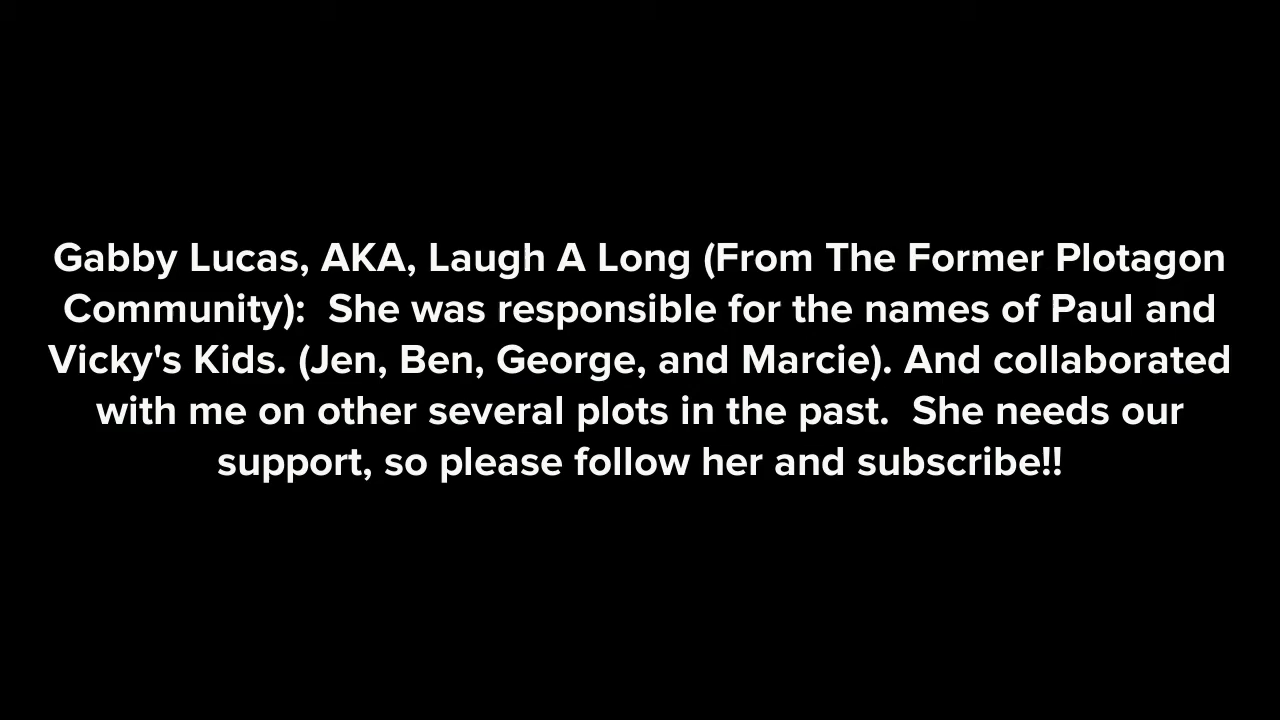 Gabby Lucas, AKA, Laugh A Long (From The Former Plotagon
Community):  She was responsible for the names of Paul and
Vicky's Kids. (Jen, Ben, George, and Marcie). And collaborated
with me on other several plots in the past.  She needs our
support, so please follow her and subscribe!!